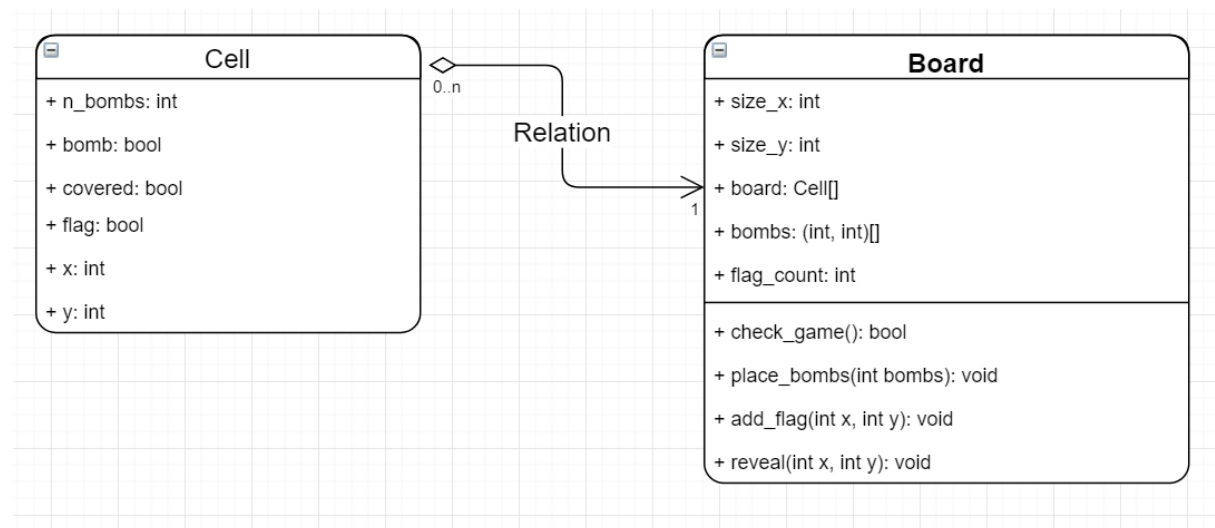 Cell
+ n_bombs: int
+ bomb: bool
+ covered: bool
+ flag: bool
+ x: int
+ y: int
0..n
Relation
1
Board
+ size_x: int
+ size_y: int
+ board: Cell[]
+ bombs: (int, int)[]
+ flag_count: int
+ check_game(): bool
+ place_bombs(int bombs): void
+ add_flag(int x, int y): void
+ reveal(int x, int y): void